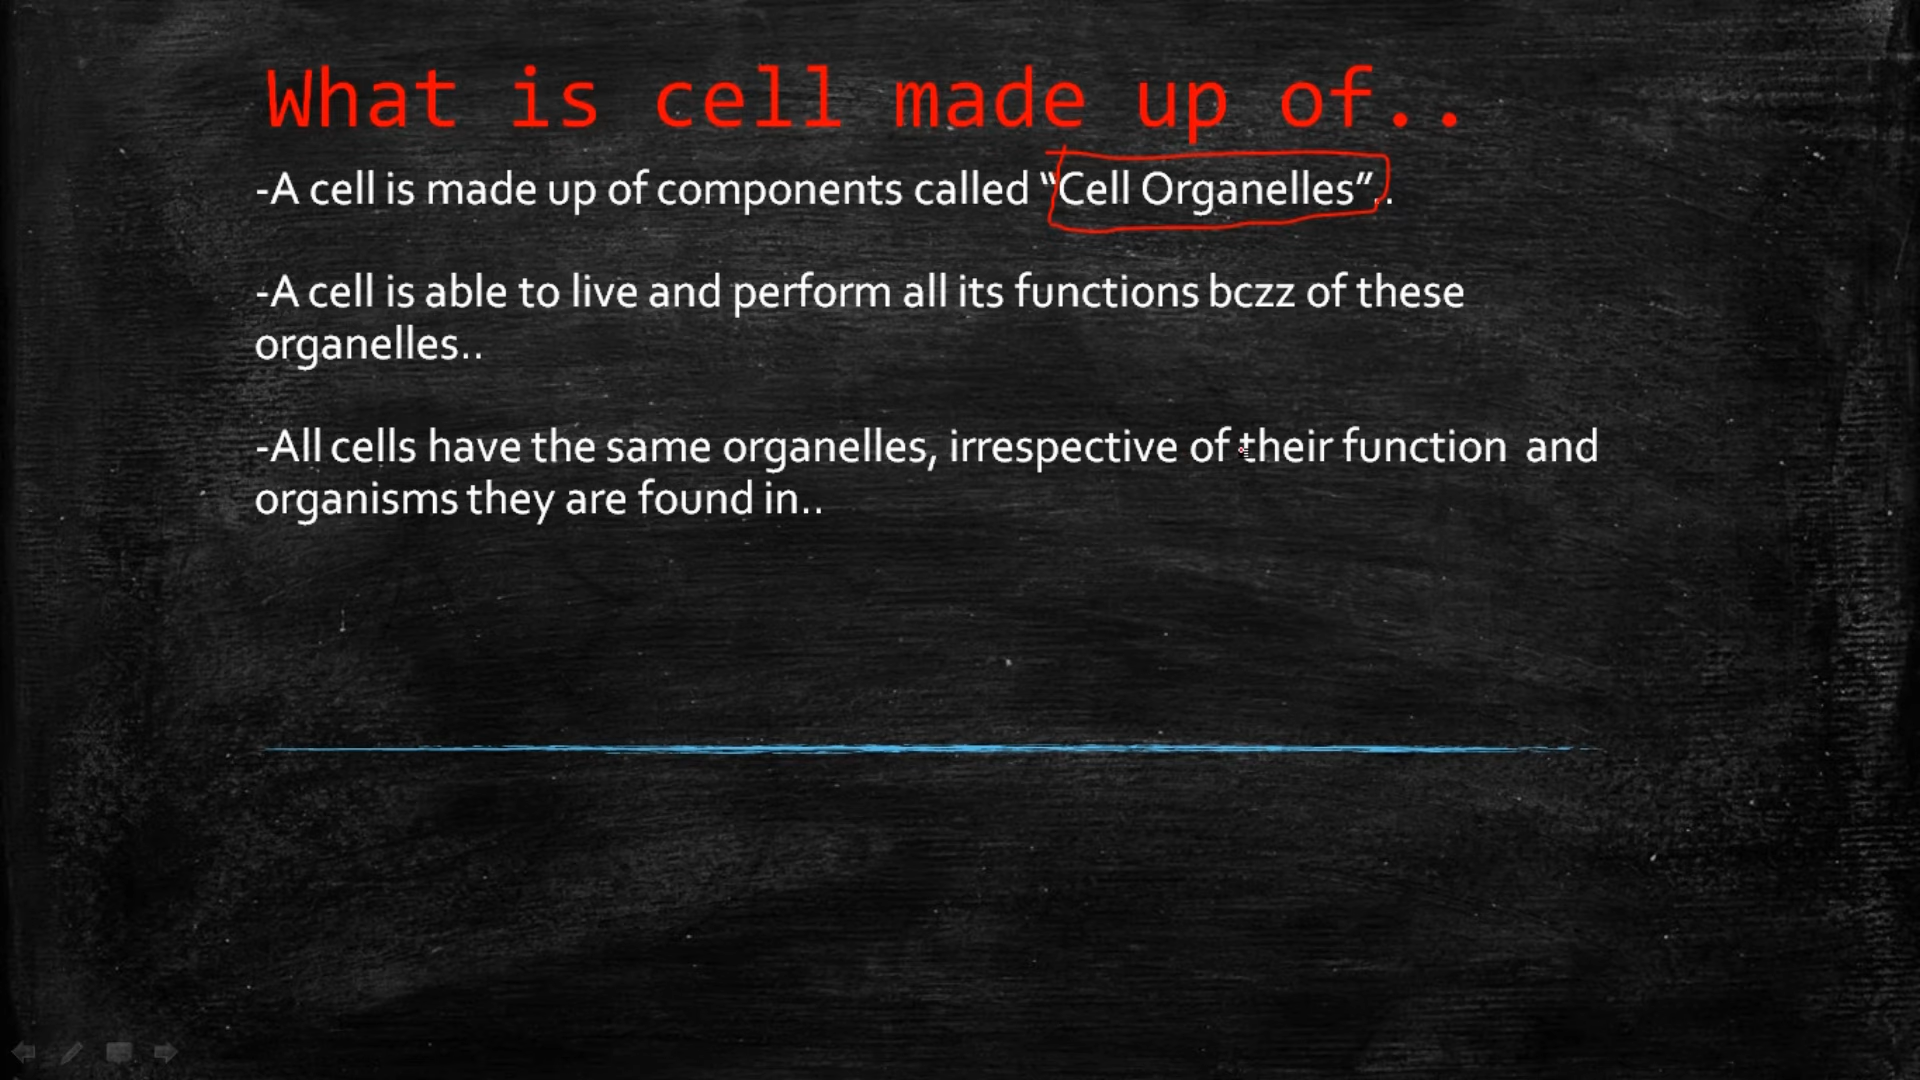 What is cell made up of..
-A cell is made up of components called “Cell Organelles”..
-A cell is able to live and perform all its functions bczz of these
organelles..
-All cells have the same organelles, irrespective of their function  and
organisms they are found in..